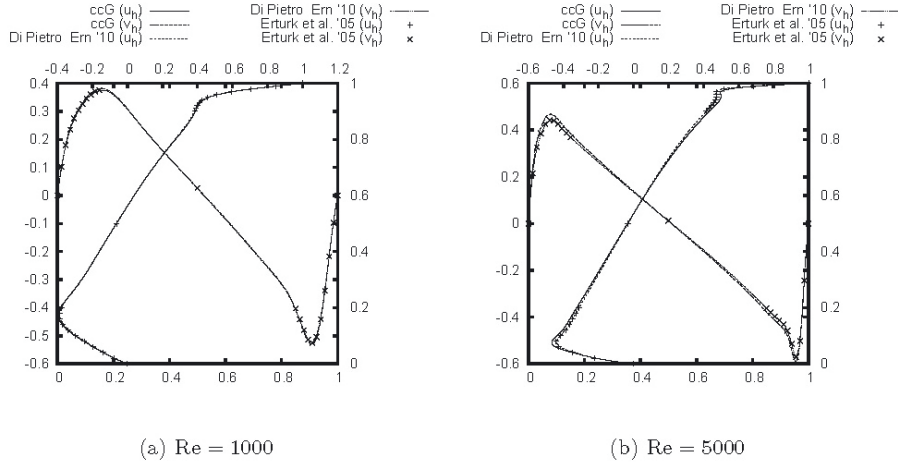 ccG (u_h)
ccG (v_h)
Di Pietro Ern '10 (u_h)
Di Pietro Ern '10 (v_h)
Erturk et al. '05 (u_h)
Erturk et al. '05 (v_h)
-0.4 -0.2 0 0.2 0.4 0.6 0.8 1 1.2
0.4
0.3
0.2
0.1
0
-0.1
-0.2
-0.3
-0.4
-0.5
-0.6
1
0.8
0.6
0.4
0.2
0
0 0.2 0.4 0.6 0.8 1
(a) Re = 1000
ccG (u_h)
ccG (v_h)
Di Pietro Ern '10 (u_h)
Di Pietro Ern '10 (v_h)
Erturk et al. '05 (u_h)
Erturk et al. '05 (v_h)
-0.6 -0.4 -0.2 0 0.2 0.4 0.6 0.8 1
0.6
0.4
0.2
0
-0.2
-0.4
-0.6
1
0.8
0.6
0.4
0.2
0
0 0.2 0.4 0.6 0.8 1
(b) Re = 5000